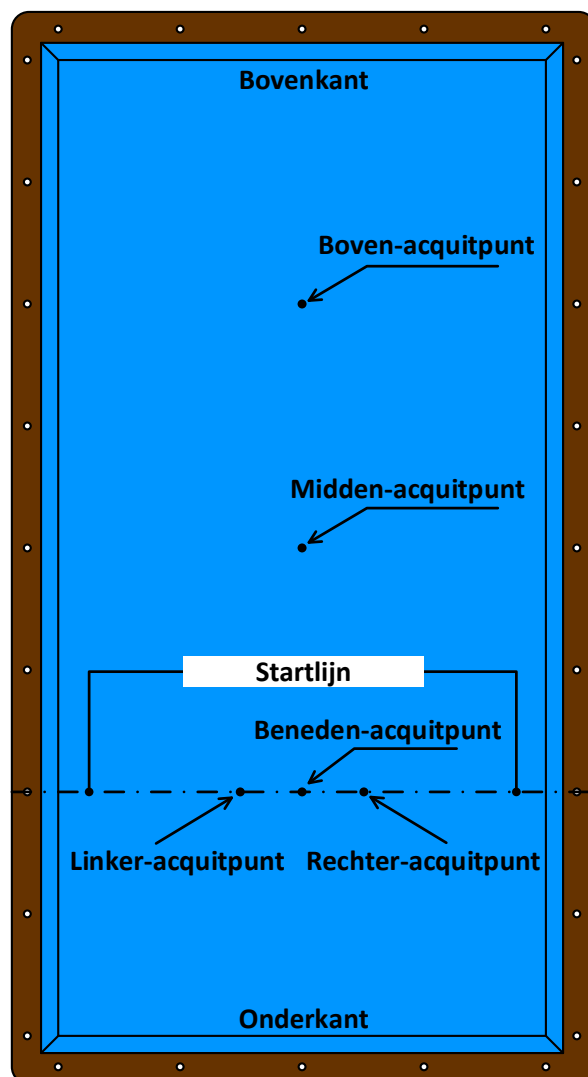 Bovenkant
Boven-acquitpunt
Midden-acquitpunt
Startlijn
Beneden-acquitpunt
Linker-acquitpunt
Rechter-acquitpunt
Onderkant